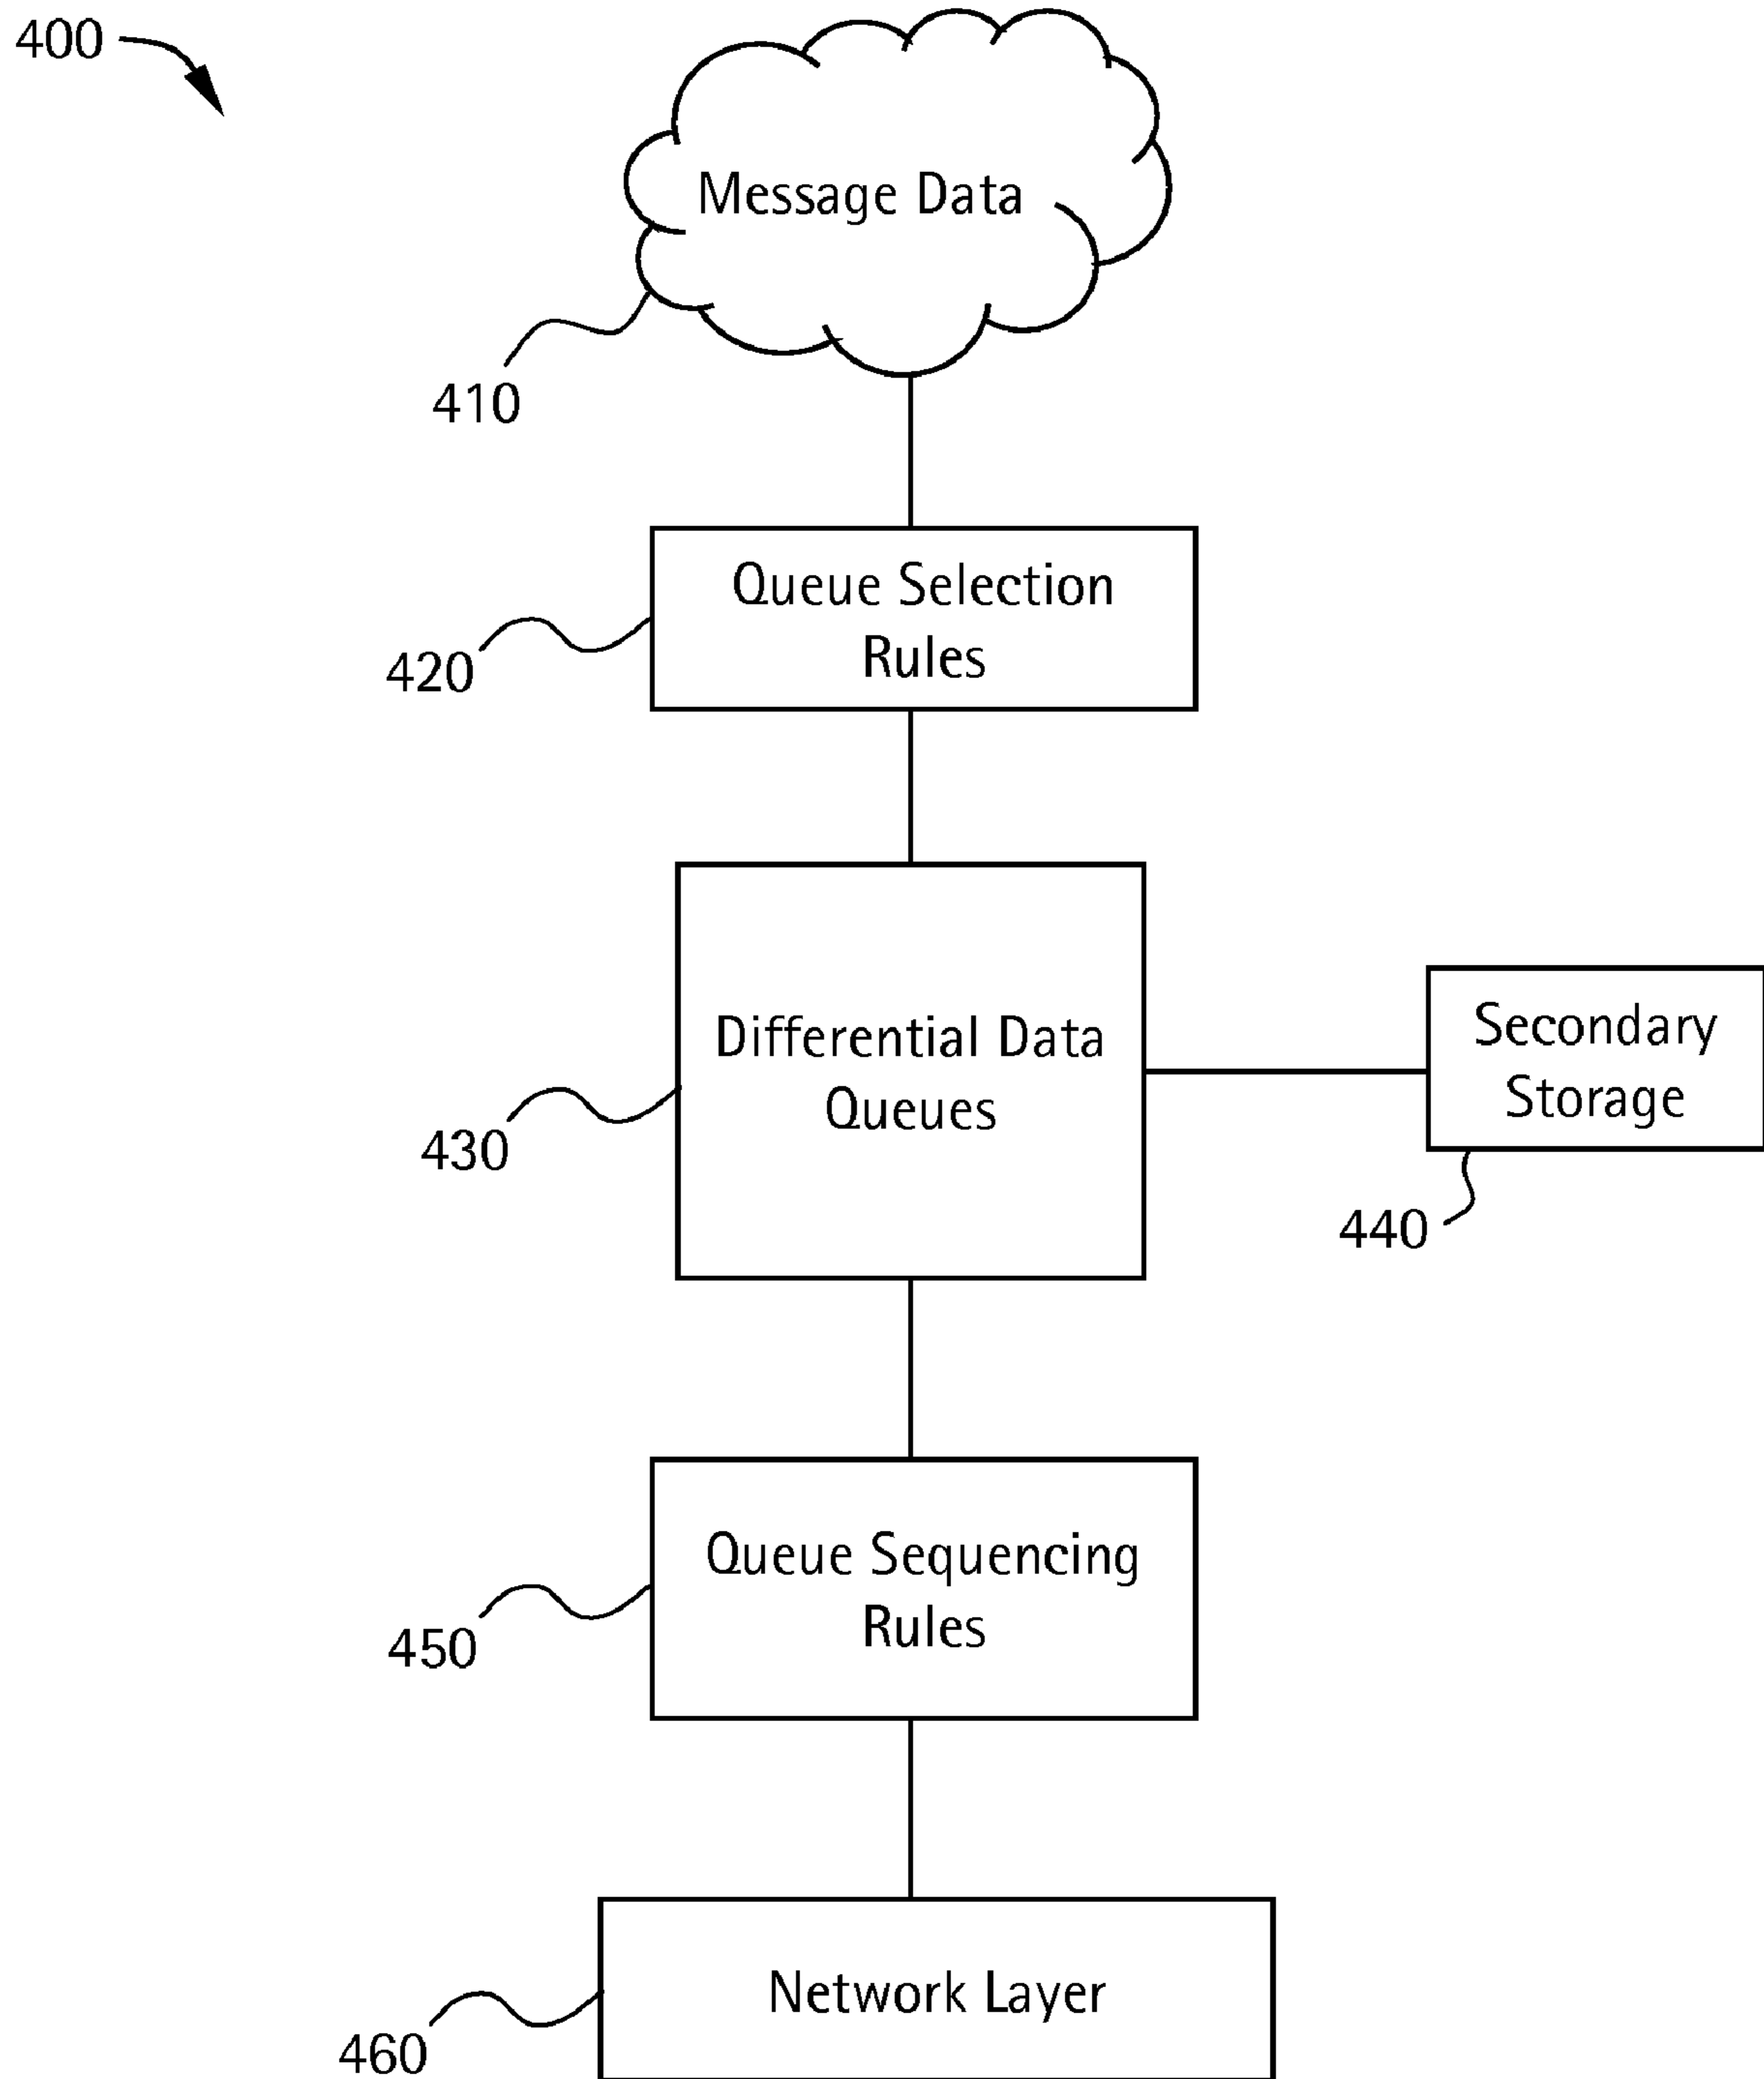 400
Message Data
410
Queue Selection
Rules
420
Differential Data
Queues
430
Secondary
Storage
440
Queue Sequencing
Rules
450
Network Layer
460